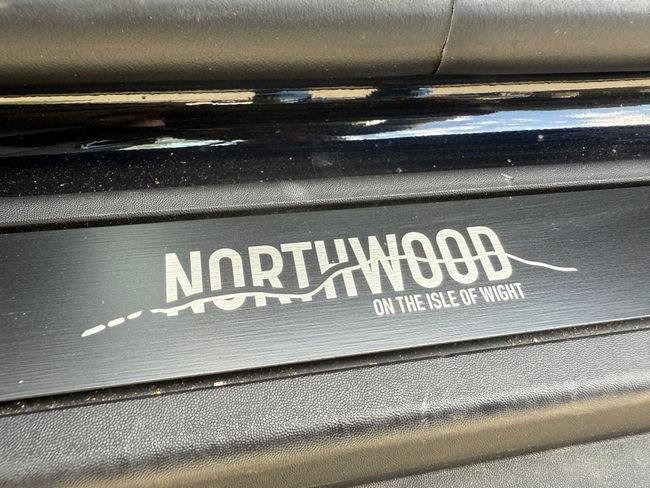 NORTHWOOD
ON THE ISLE OF WIGHT